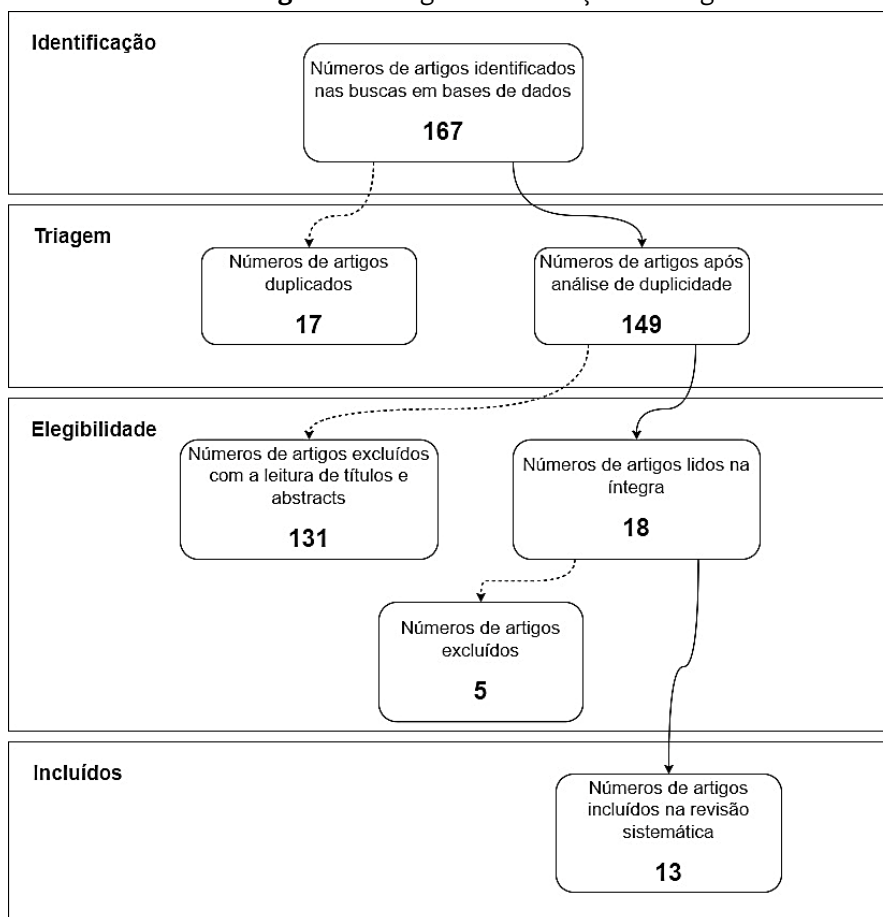 Identificação
Números de artigos identificados
nas buscas em bases de dados
167
Triagem
Números de artigos
duplicados
17
Números de artigos após
análise de duplicidade
149
Elegibilidade
Números de artigos excluídos
com a leitura de títulos e
abstracts
131
Números de artigos lidos na
íntegra
18
Números de artigos
excluídos
5
Incluídos
Números de artigos
incluídos na revisão
sistemática
13